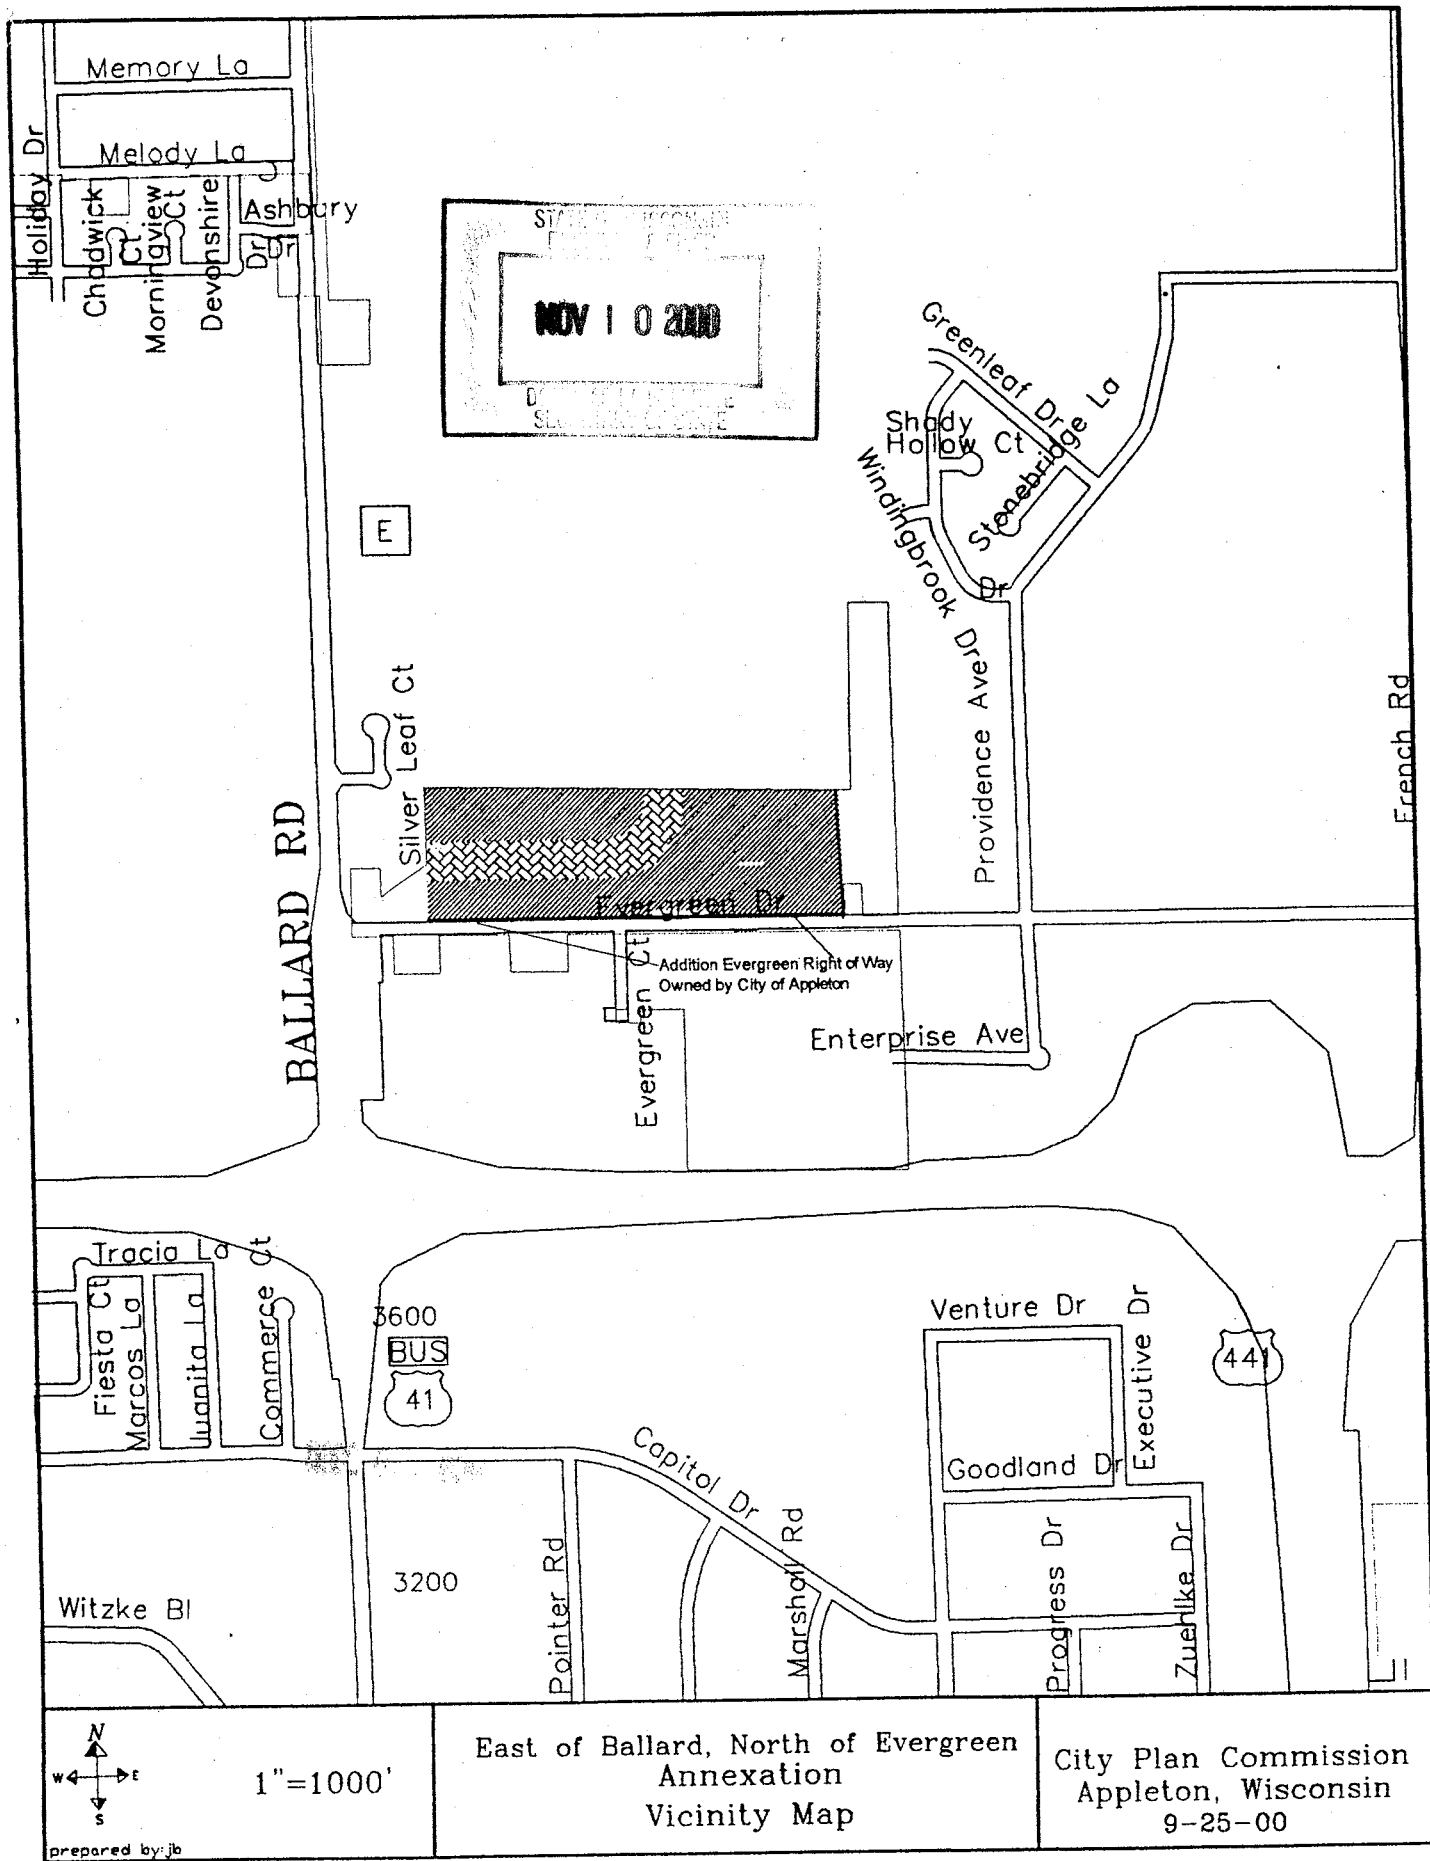 Memory La
Melody La
Holiday Dr
Chadwick Ct
Morningview Ct
Devonshire Dr
Ashbury Dr
STATE
NOV 10 2000
Greenleaf Dr
Shady
Hollow Ct
Stonebridge La
Windingbrook Dr
Dr
E
Silver Leaf Ct
Providence Ave
French Rd
BALLARD RD
Evergreen Dr
Addition Evergreen Right of Way
Owned by City of Appleton
Evergreen Ct
Enterprise Ave
Tracia La
Fiesta Ct
Marcos La
Juanita La
Commerce Ct
3600
BUS
41
Venture Dr
Executive Dr
441
Capitol Dr
Goodland Dr
Pointer Rd
Marshall Rd
Progress Dr
Zuehlke Dr
3200
Witzke Bl
N
W E
S
1"=1000'
prepared by: jb
East of Ballard, North of Evergreen
Annexation
Vicinity Map
City Plan Commission
Appleton, Wisconsin
9-25-00